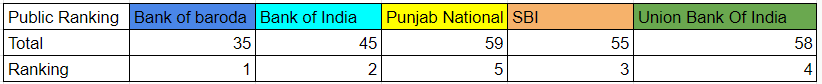 Public Ranking Bank of baroda Bank of India Punjab National SBI Union Bank Of India
Total 35 45 59 55 58
Ranking 1 2 5 3 4